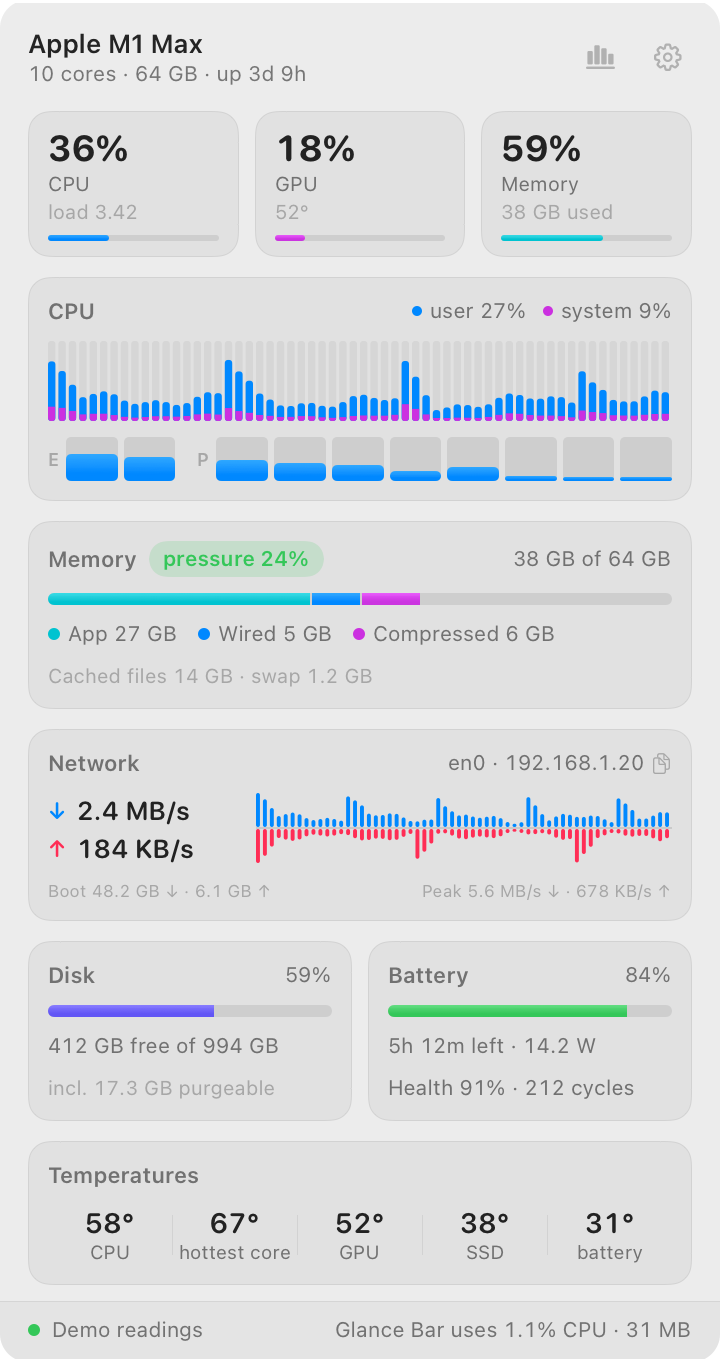 Apple M1 Max
10 cores · 64 GB · up 3d 9h
36% 18% 59%
CPU GPU Memory
load 3.42 52° 38 GB used
CPU user 27% system 9%
E P
Memory pressure 24% 38 GB of 64 GB
App 27 GB Wired 5 GB Compressed 6 GB
Cached files 14 GB · swap 1.2 GB
Network en0 · 192.168.1.20
↓ 2.4 MB/s
↑ 184 KB/s
Boot 48.2 GB ↓ · 6.1 GB ↑ Peak 5.6 MB/s ↓ · 678 KB/s ↑
Disk 59% Battery 84%
412 GB free of 994 GB 5h 12m left · 14.2 W
incl. 17.3 GB purgeable Health 91% · 212 cycles
Temperatures
58° 67° 52° 38° 31°
CPU hottest core GPU SSD battery
Demo readings Glance Bar uses 1.1% CPU · 31 MB